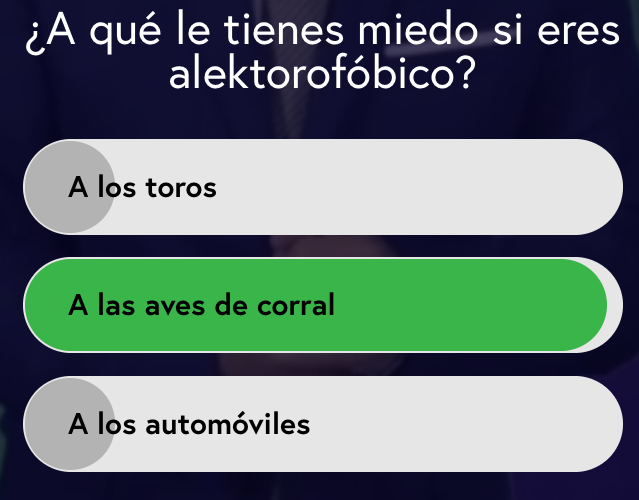 ¿A qué le tienes miedo si eres
alektorofóbico?
A los toros
A las aves de corral
A los automóviles